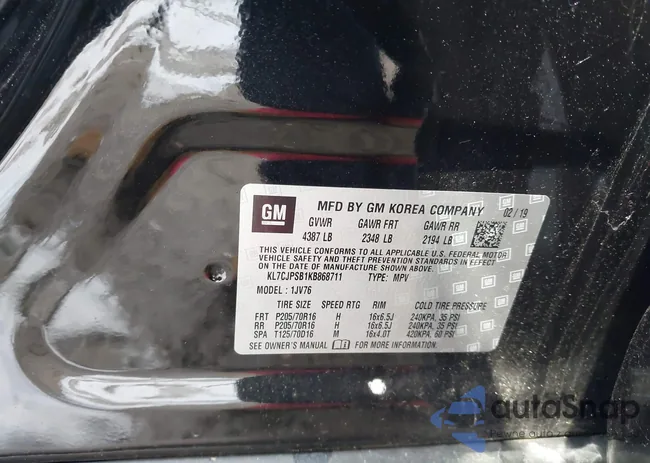 GM
MFD BY GM KOREA COMPANY 02/19
GVWR GAWR FRT GAWR RR
4387 LB 2348 LB 2194 LB
THIS VEHICLE CONFORMS TO ALL APPLICABLE U.S. FEDERAL MOTOR
VEHICLE SAFETY AND THEFT PREVENTION STANDARDS IN EFFECT
ON THE DATE OF MANUFACTURE SHOWN ABOVE.
KL7CJPSB1K8868711 TYPE: MPV
MODEL: 1JV76
TIRE SIZE SPEED RTG RIM COLD TIRE PRESSURE
FRT P205/70R16 H 16x6.5J 240KPA, 35 PSI
RR P205/70R16 H 16x6.5J 240KPA, 35 PSI
SPA T125/70D16 M 16x4.0T 420KPA, 60 PSI
SEE OWNER'S MANUAL FOR MORE INFORMATION.
autoSnap